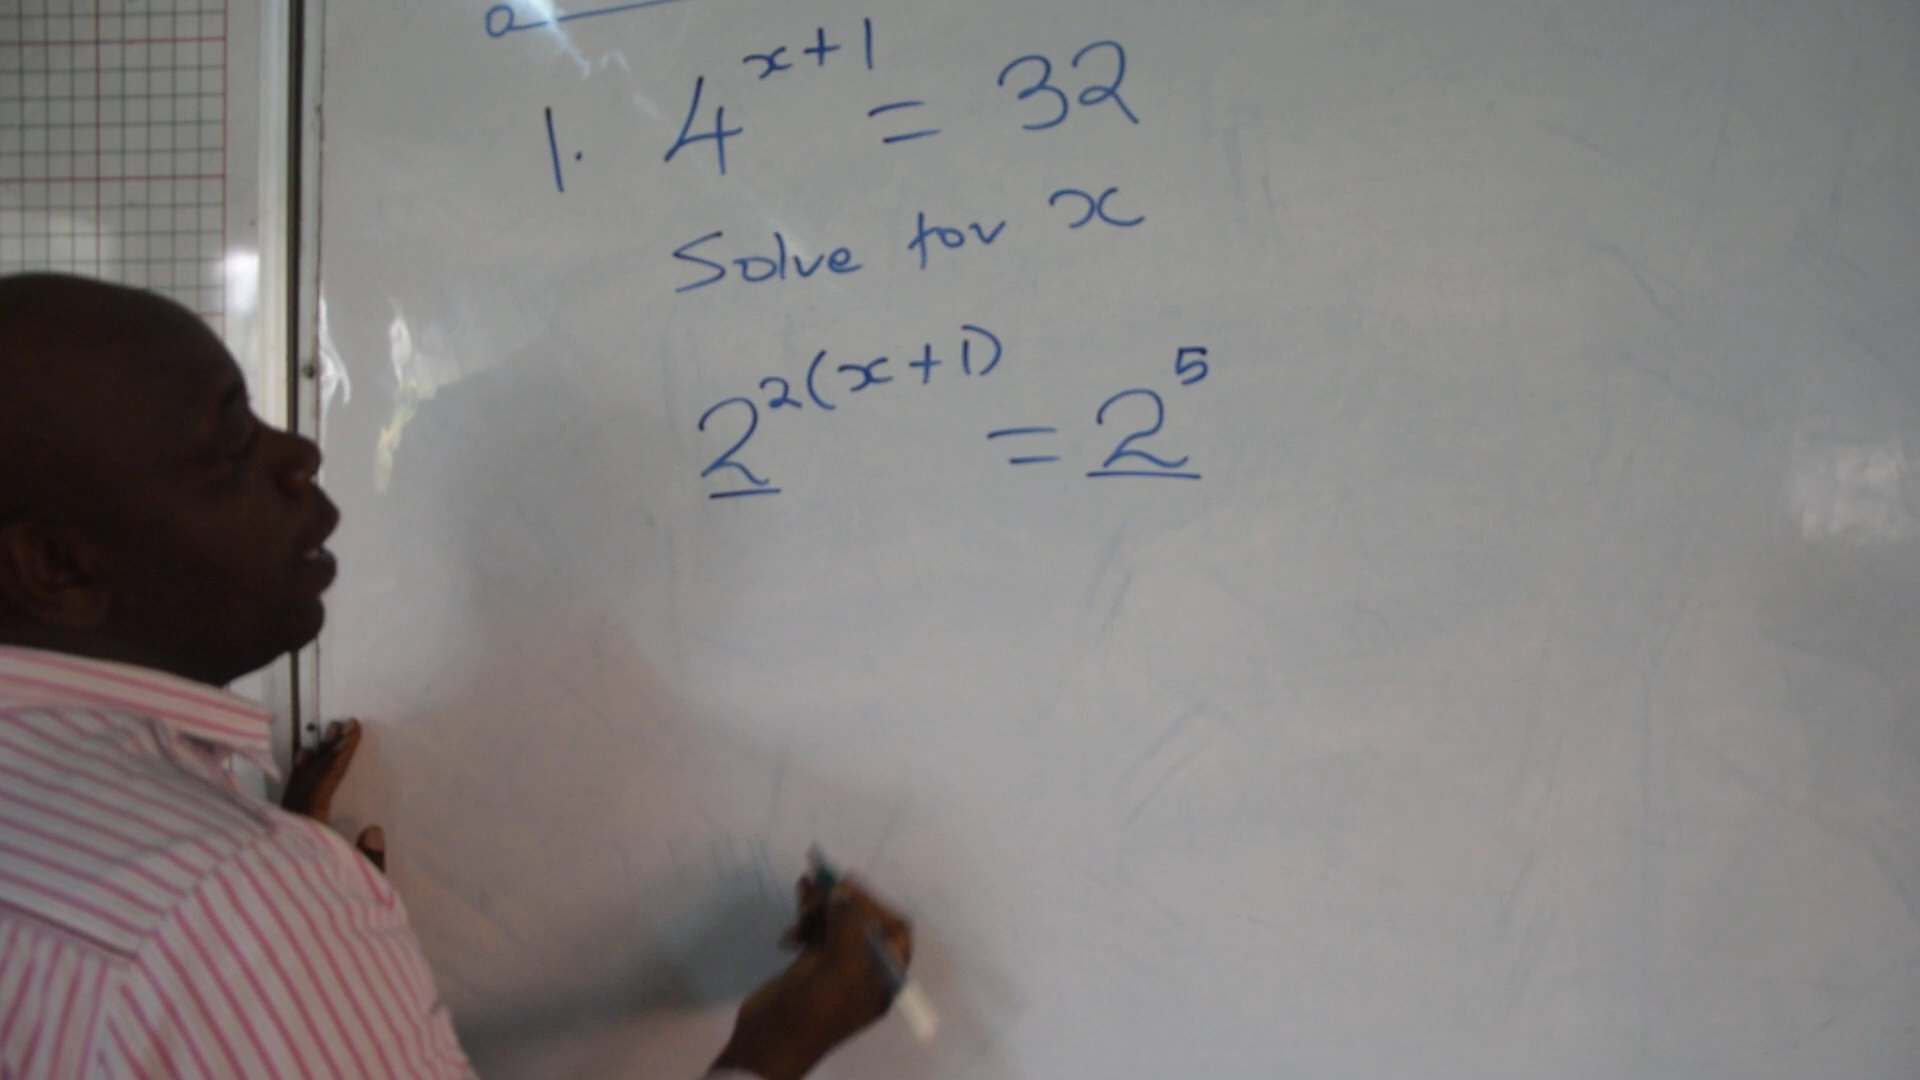 1. 4^{x+1} = 32
Solve for x
2^{2(x+1)} = 2^5